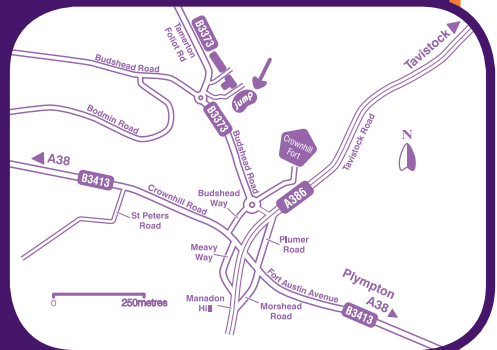 Tamerton
Foliot Rd
B3373
Tavistock
Budshead Road
jump
Bodmin Road
B3373
Budshead Road
Crownhill
Fort
Tavistock Road
N
A38
B3413
Crownhill Road
St Peters
Road
Budshead
Way
A386
Meavy
Way
Plumer
Road
Fort Austin Avenue
Plympton
A38
B3413
Manadon
Hill
Morshead
Road
0
250metres